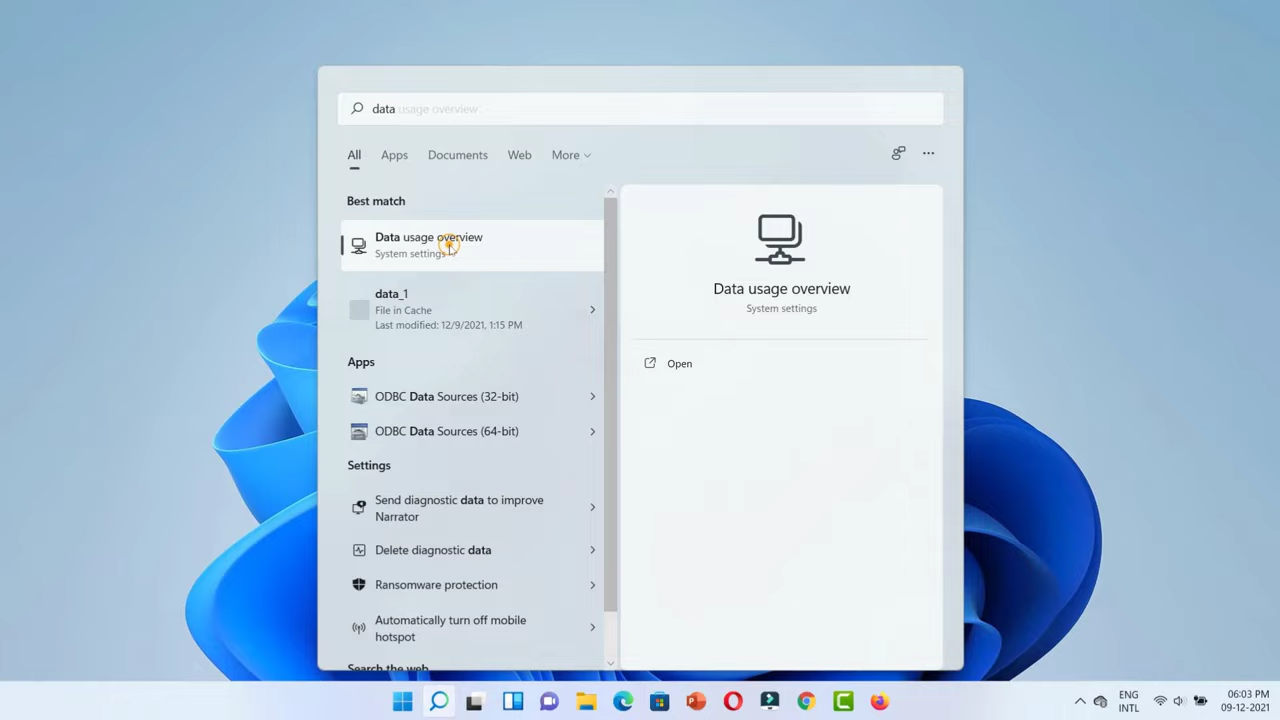 data usage overview
All
Apps
Documents
Web
More
Best match
Data usage overview
System settings
data_1
File in Cache
Last modified: 12/9/2021, 1:15 PM
Apps
ODBC Data Sources (32-bit)
ODBC Data Sources (64-bit)
Settings
Send diagnostic data to improve
Narrator
Delete diagnostic data
Ransomware protection
Automatically turn off mobile
hotspot
Search the web
Data usage overview
System settings
Open
ENG
INTL
06:03 PM
09-12-2021